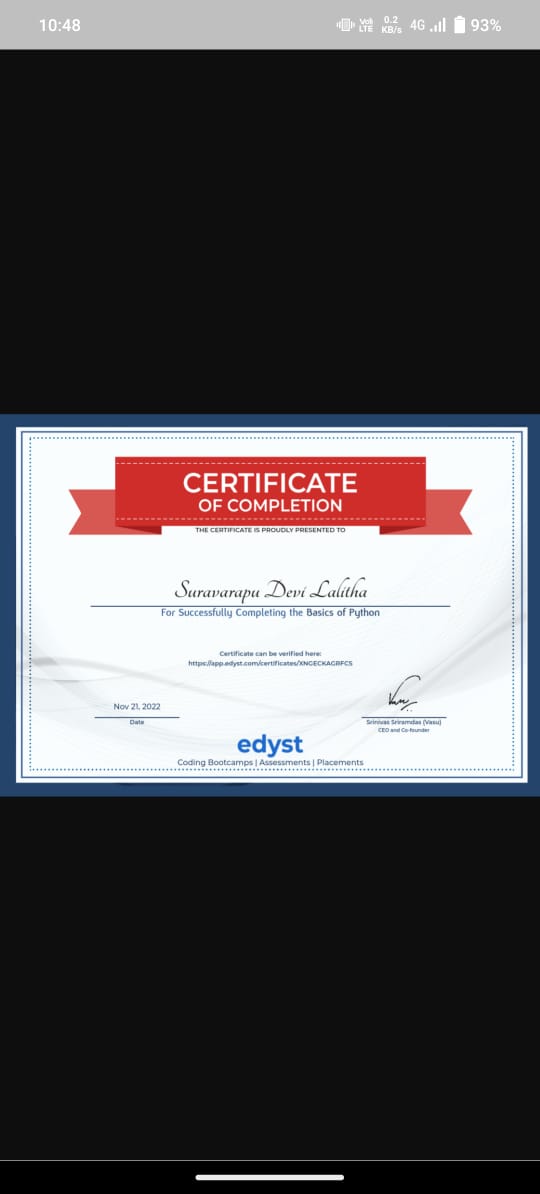 10:48
Voli LTE
0.2 KB/s
4G
93%
CERTIFICATE
OF COMPLETION
THE CERTIFICATE IS PROUDLY PRESENTED TO
Suravarapu Devi Lalitha
For Successfully Completing the Basics of Python
Certificate can be verified here:
https://app.edyst.com/certificates/XNGECKAGRFCS
Nov 21, 2022
Date
Srinivas Sriramdas (Vasu)
CEO and Co-founder
edyst
Coding Bootcamps | Assessments | Placements